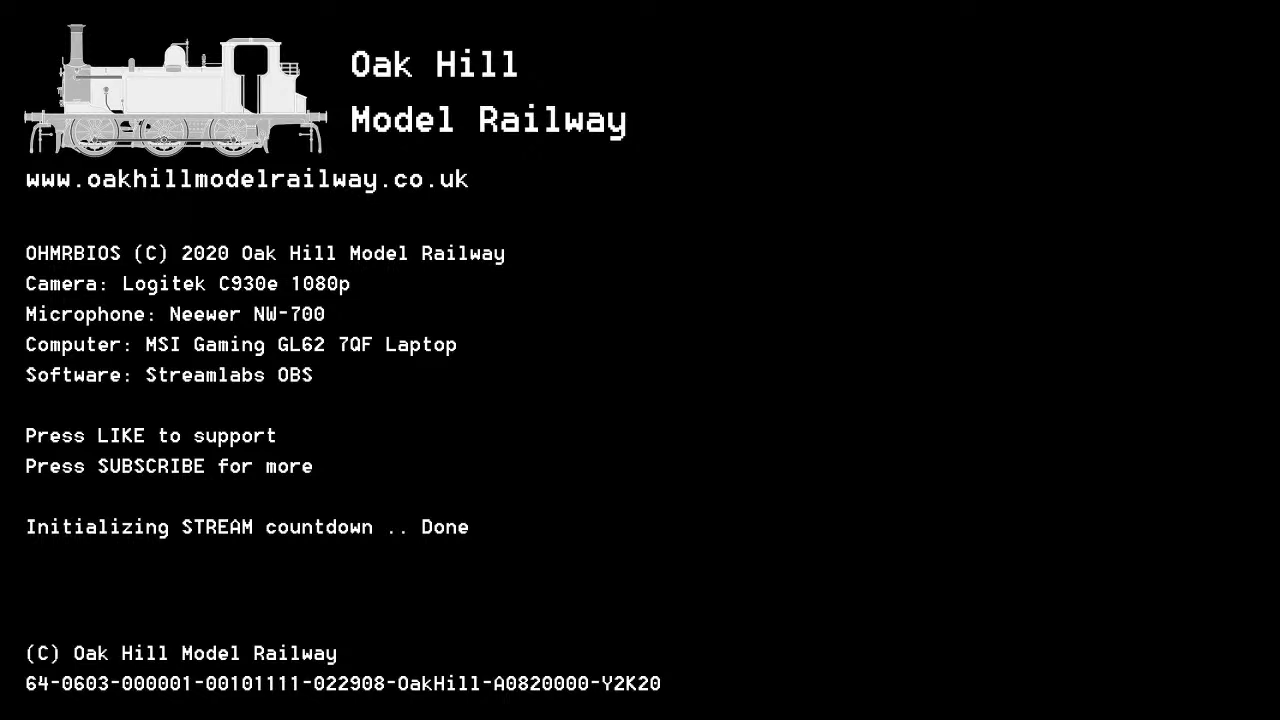 Oak Hill
Model Railway
www.oakhillmodelrailway.co.uk
OHMRBIOS (C) 2020 Oak Hill Model Railway
Camera: Logitek C930e 1080p
Microphone: Neewer NW-700
Computer: MSI Gaming GL62 7QF Laptop
Software: Streamlabs OBS
Press LIKE to support
Press SUBSCRIBE for more
Initializing STREAM countdown .. Done
(C) Oak Hill Model Railway
64-0603-000001-00101111-022908-OakHill-A0820000-Y2K20